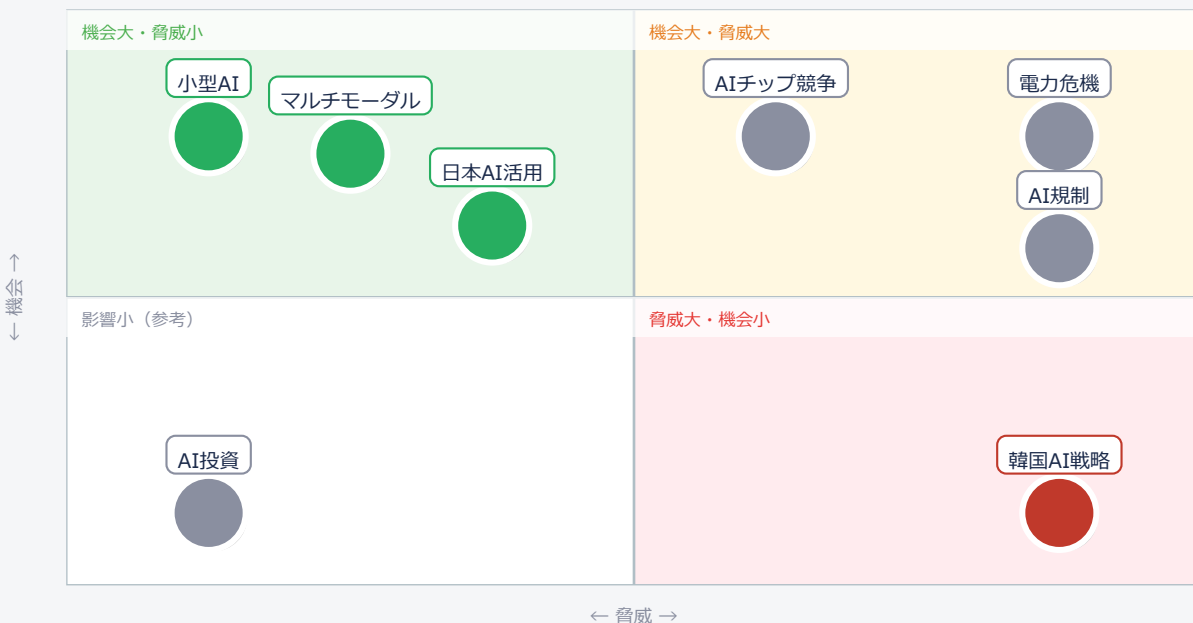 機会大・脅威小
機会大・脅威大
小型AI
マルチモーダル
日本AI活用
AIチップ競争
電力危機
AI規制
← 機会 →
影響小（参考）
脅威大・機会小
AI投資
韓国AI戦略
← 脅威 →